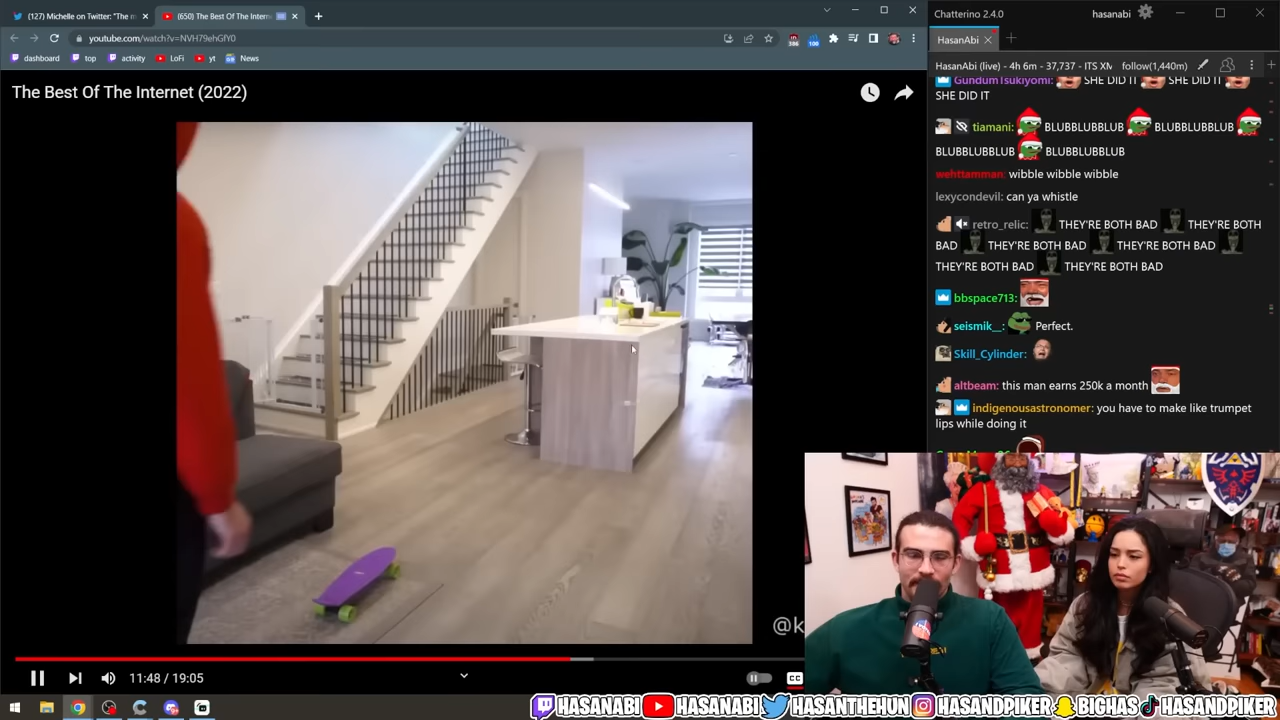 (127) Michelle on Twitter: "The m
(650) The Best Of The Interne
youtube.com/watch?v=NVH79ehGfY0
386
100
dashboard
top
activity
LoFi
yt
News
The Best Of The Internet (2022)
@k
11:48 / 19:05
CC
Chatterino 2.4.0
hasanabi
HasanAbi
HasanAbi (live) - 4h 6m - 37,737 - ITS XM
follow(1,440m)
GundumTsukiyomi: SHE DID IT SHE DID IT
SHE DID IT
tiamani: BLUBBLUBBLUB BLUBBLUBBLUB
BLUBBLUBBLUB BLUBBLUBBLUB
wehttamman: wibble wibble wibble
lexycondevil: can ya whistle
retro_relic: THEY'RE BOTH BAD THEY'RE BOTH
BAD THEY'RE BOTH BAD THEY'RE BOTH BAD
THEY'RE BOTH BAD THEY'RE BOTH BAD
bbspace713:
seismik__: Perfect.
Skill_Cylinder:
altbeam: this man earns 250k a month
indigenousastronomer: you have to make like trumpet
lips while doing it
HASANABI HASANABI HASANTHEHUN HASANDPIKER BIGHAS HASANDPIKER